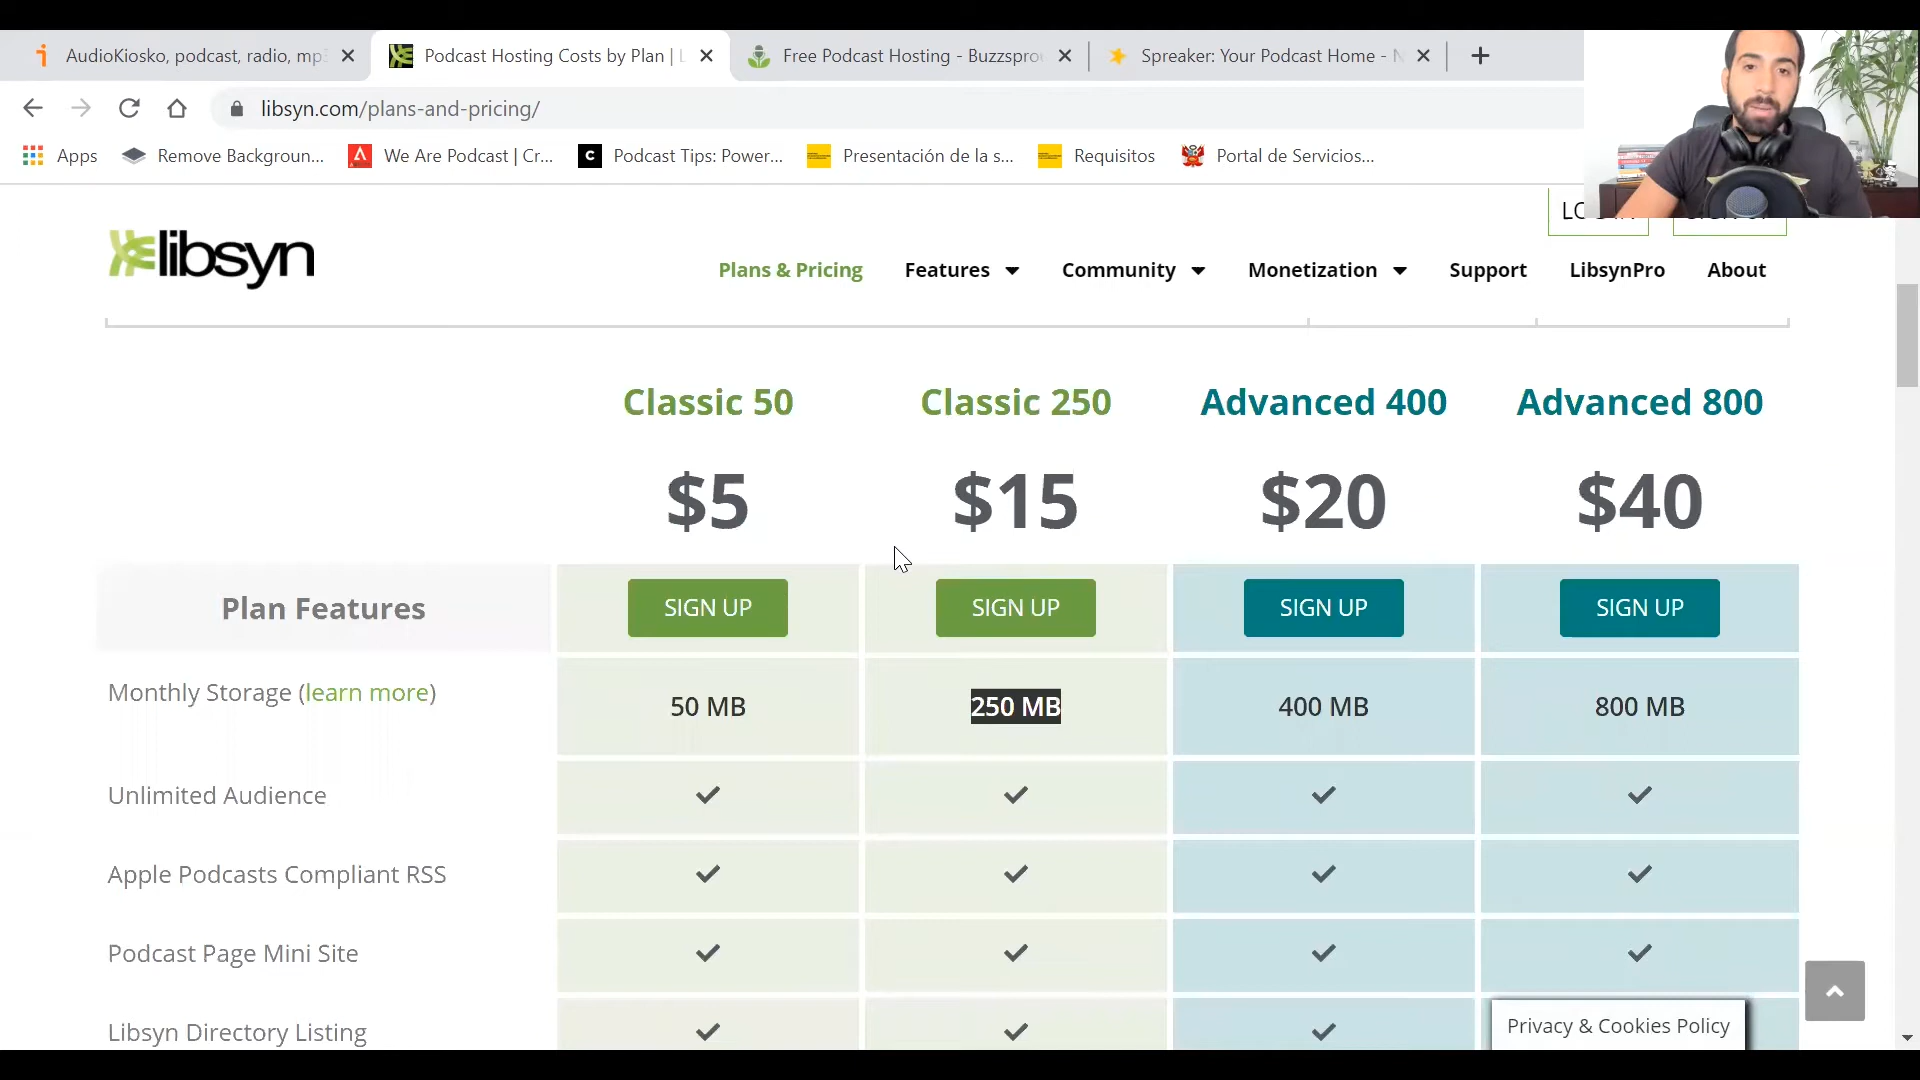 AudioKiosko, podcast, radio, mp3
Podcast Hosting Costs by Plan | L
Free Podcast Hosting - Buzzspro
Spreaker: Your Podcast Home - N
libsyn.com/plans-and-pricing/
Apps
Remove Backgroun...
We Are Podcast | Cr...
Podcast Tips: Power...
Presentación de la s...
Requisitos
Portal de Servicios...
libsyn
Plans & Pricing
Features
Community
Monetization
Support
LibsynPro
About
Classic 50
Classic 250
Advanced 400
Advanced 800
$5
$15
$20
$40
Plan Features
SIGN UP
SIGN UP
SIGN UP
SIGN UP
Monthly Storage (learn more)
50 MB
250 MB
400 MB
800 MB
Unlimited Audience
Apple Podcasts Compliant RSS
Podcast Page Mini Site
Libsyn Directory Listing
Privacy & Cookies Policy